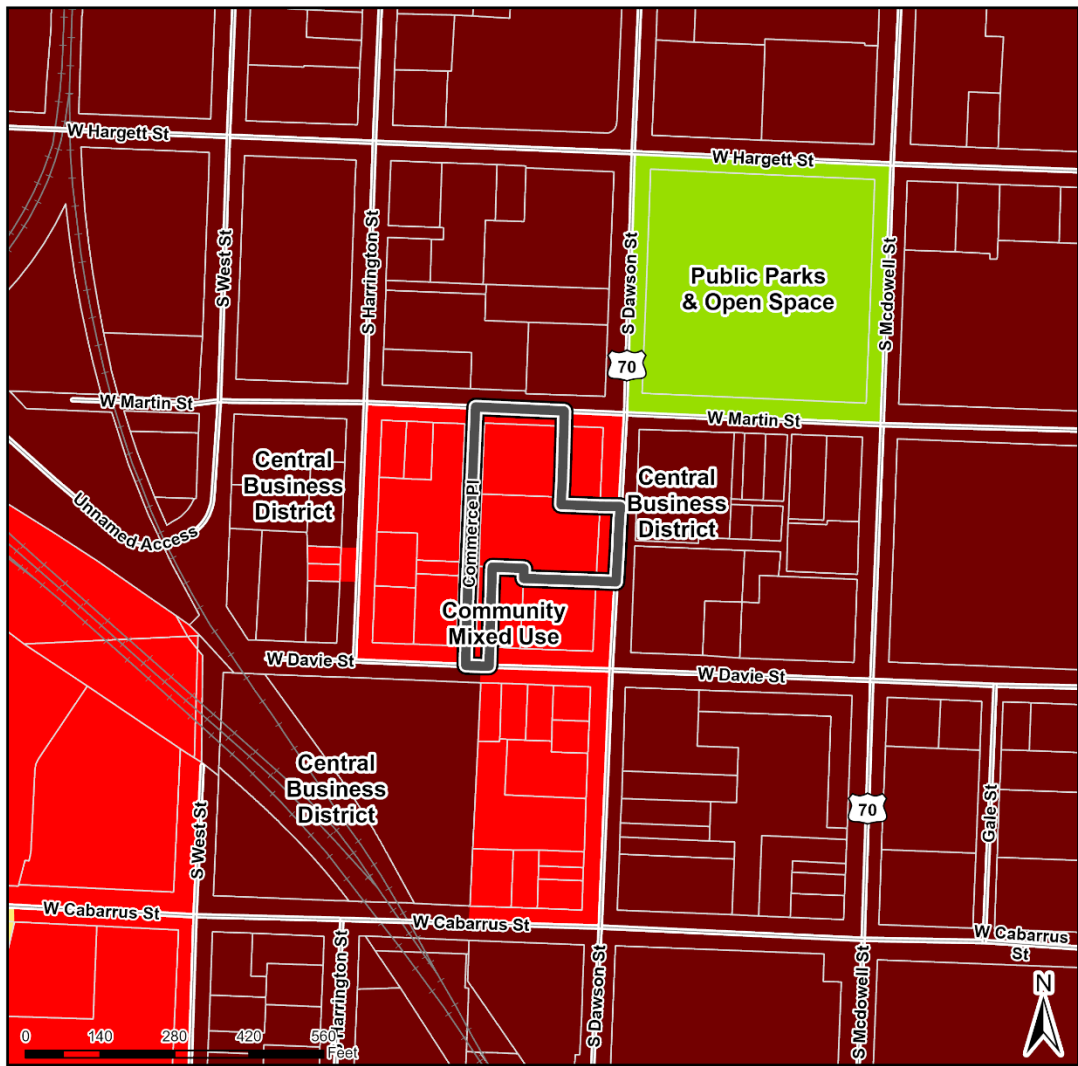 W Hargett St
W Hargett St
S West St
S Harrington St
S Dawson St
S Mcdowell St
Public Parks
& Open Space
70
W Martin St
W Martin St
Central
Business
District
Central
Business
District
Unnamed Access
Commerce Pl
Community
Mixed Use
W Davie St
W Davie St
Central
Business
District
70
S West St
Gale St
W Cabarrus St
W Cabarrus St
W Cabarrus
St
S Harrington St
S Dawson St
S Mcdowell St
N
0 140 280 420 560
Feet